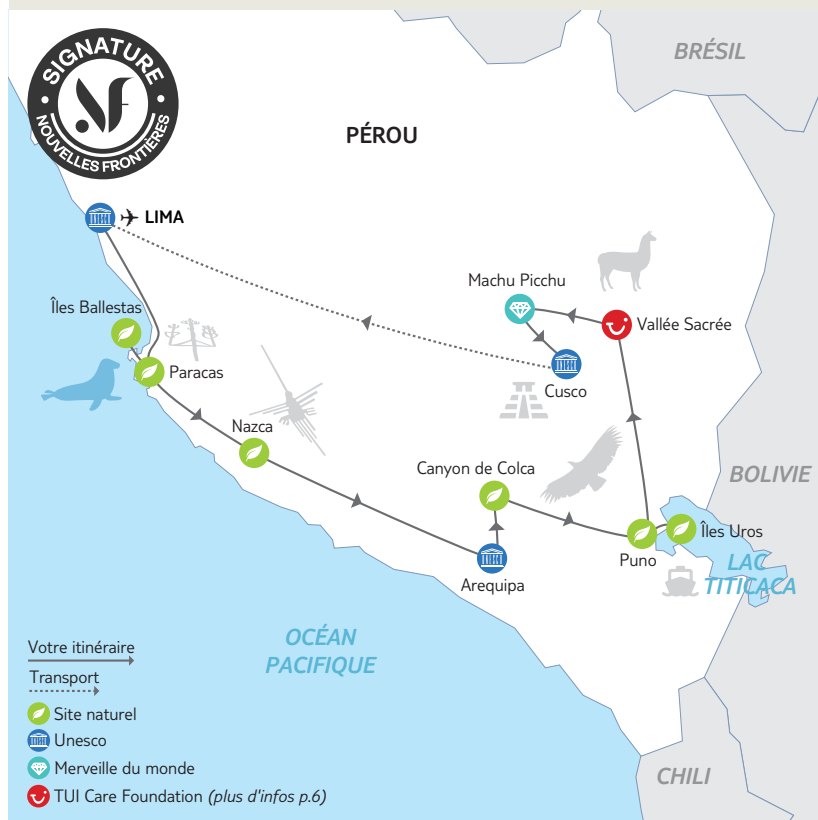 SIGNATURE
NF
NOUVELLES FRONTIÈRES
BRÉSIL
PÉROU
UNESCO
LIMA
Machu Picchu
Îles Ballestas
Vallée Sacrée
Paracas
Cusco
Nazca
Canyon de Colca
BOLIVIE
Îles Uros
Puno
LAC
TITICACA
Arequipa
OCÉAN
PACIFIQUE
Votre itinéraire
Transport
Site naturel
Unesco
Merveille du monde
CHILI
TUI Care Foundation (plus d'infos p.6)